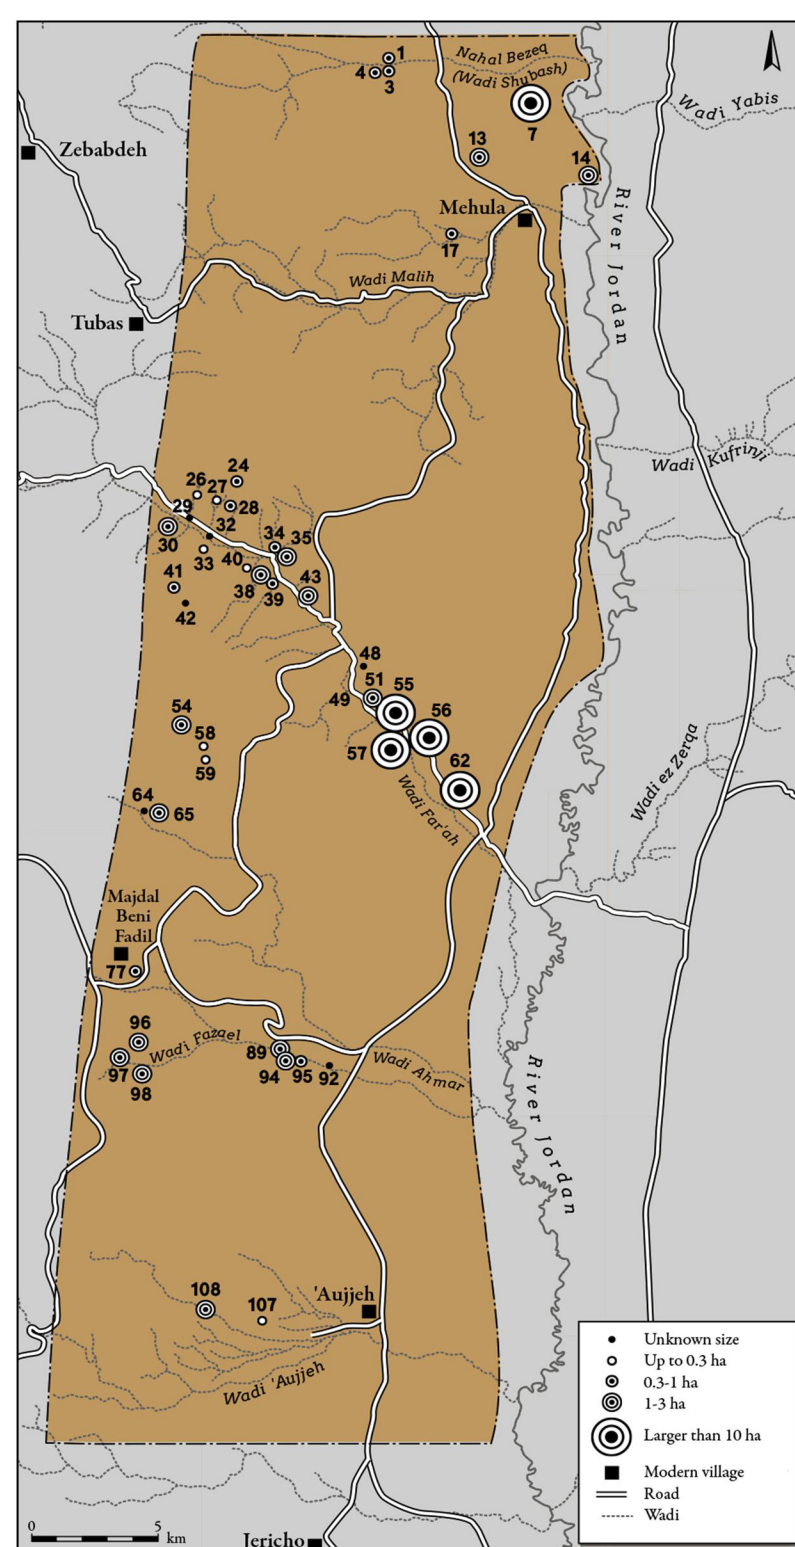 1
Nahal Bezeq
4
3
(Wadi Shubash)
7
Wadi Yabis
13
Zebabdeh
14
Mehula
River Jordan
17
Wadi Malih
Tubas
24
26
27
Wadi Kufrinji
29
28
32
30
34
35
33
40
41
38
39
43
42
48
51
55
49
54
56
58
57
62
59
Wadi ez Zerqa
64
65
Wadi Far'ah
Majdal
Beni
Fadil
77
96
Wadi Fazael
89
97
98
94
95
92
Wadi Ahmar
River Jordan
108
107
'Aujjeh
Wadi 'Aujjeh
Unknown size
Up to 0.3 ha
0.3-1 ha
1-3 ha
Larger than 10 ha
Modern village
Road
Wadi
0
5
km
Jericho